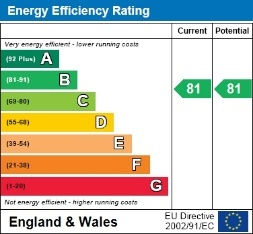 Energy Efficiency Rating
Current Potential
Very energy efficient - lower running costs
(92 Plus) A
(81-91) B
81 81
(69-80) C
(55-68) D
(39-54) E
(21-38) F
(1-20) G
Not energy efficient - higher running costs
England & Wales
EU Directive
2002/91/EC